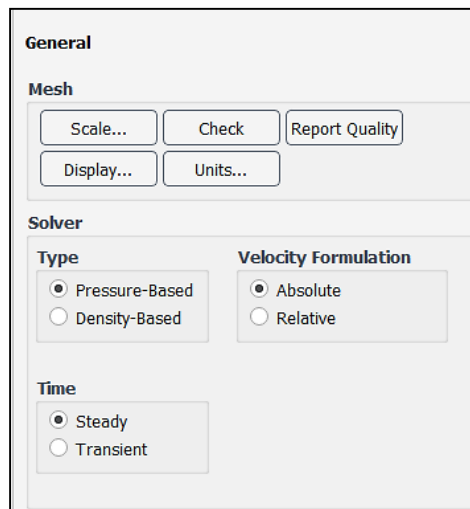 General
Mesh
Scale... Check Report Quality
Display... Units...
Solver
Type Velocity Formulation
Pressure-Based Absolute
Density-Based Relative
Time
Steady
Transient